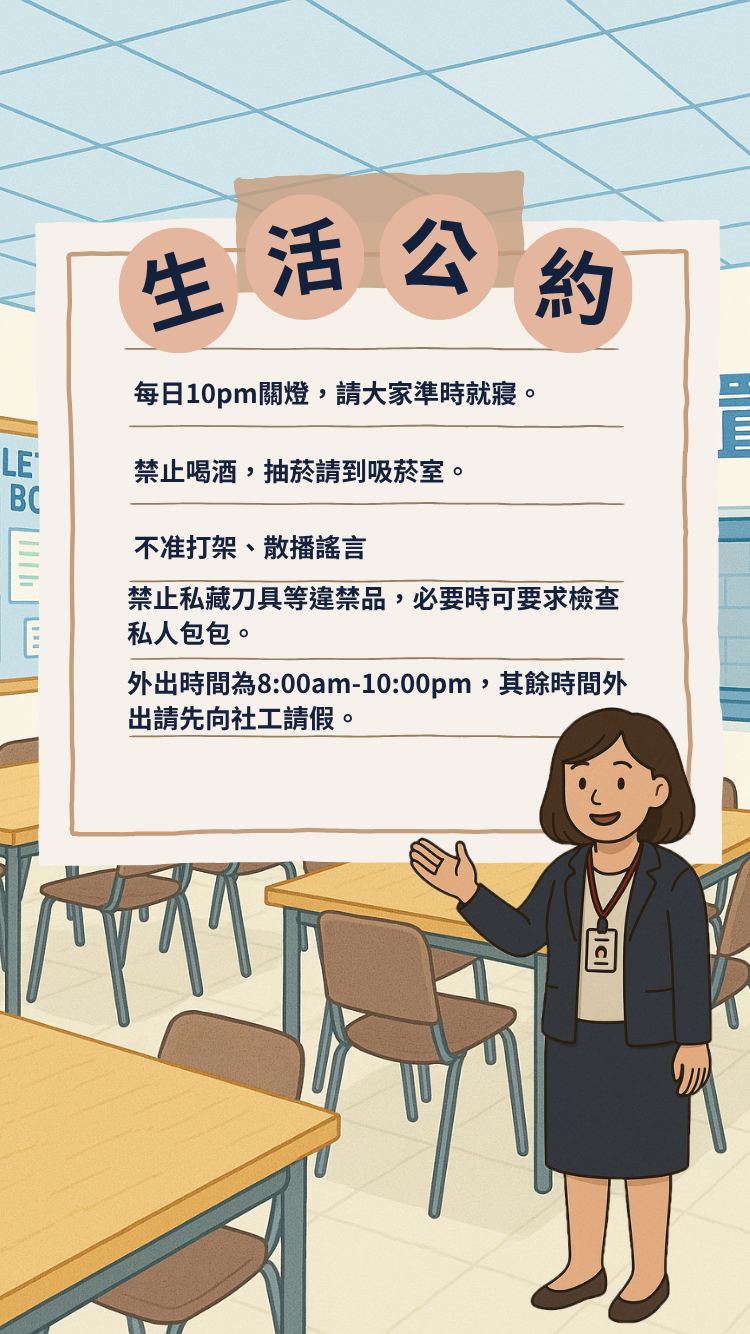 生活公約
每日10pm關燈，請大家準時就寢。
禁止喝酒，抽菸請到吸菸室。
不准打架、散播謠言
禁止私藏刀具等違禁品，必要時可要求檢查
私人包包。
外出時間為8:00am-10:00pm，其餘時間外
出請先向社工請假。
LE
BO